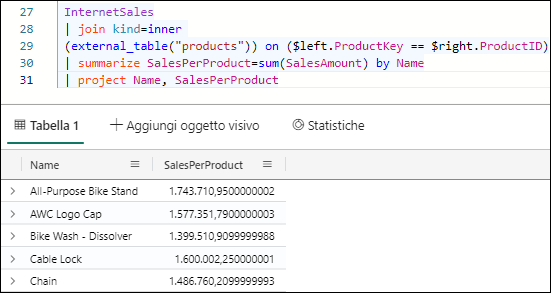 27 InternetSales
28 | join kind=inner
29 (external_table("products")) on ($left.ProductKey == $right.ProductID)
30 | summarize SalesPerProduct=sum(SalesAmount) by Name
31 | project Name, SalesPerProduct
Tabella 1 Aggiungi oggetto visivo Statistiche
Name SalesPerProduct
All-Purpose Bike Stand 1.743.710,9500000002
AWC Logo Cap 1.577.351,7900000003
Bike Wash - Dissolver 1.399.510,9099999988
Cable Lock 1.600.002,250000001
Chain 1.486.760,2099999993